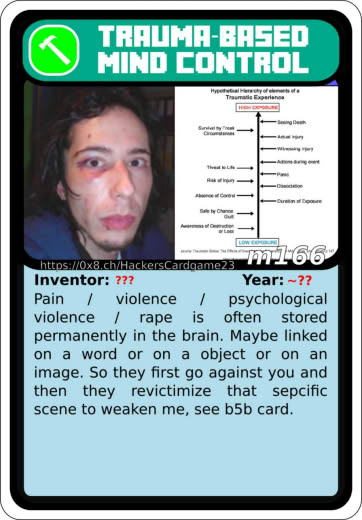 TRAUMA-BASED
MIND CONTROL
Hypothetical Hierarchy of elements of a
Traumatic Experience
HIGH EXPOSURE
Seeing Death
Survival by Freak
Circumstances
Actual Injury
Witnessing Injury
Actions during event
Threat to Life
Panic
Risk of Injury
Dissociation
Absence of Control
Duration of Exposure
Safe by Chance
Guilt
Awareness of Destruction
or Loss
LOW EXPOSURE
m166
https://0x8.ch/HackersCardgame23
Inventor: ??? Year: ~??
Pain / violence / psychological
violence / rape is often stored
permanently in the brain. Maybe linked
on a word or on a object or on an
image. So they first go against you and
then they revictimize that sepcific
scene to weaken me, see b5b card.